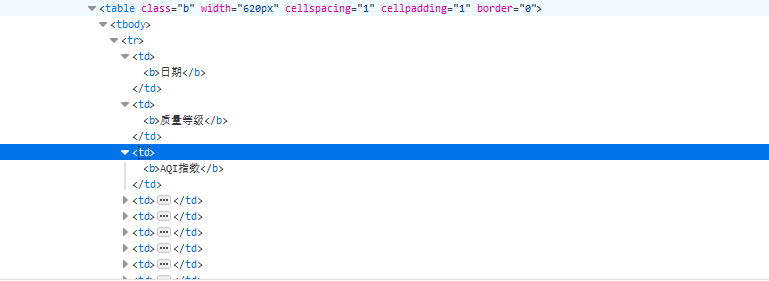 <table class="b" width="620px" cellspacing="1" cellpadding="1" border="0">
<tbody>
<tr>
<td>
<b>日期</b>
</td>
<td>
<b>质量等级</b>
</td>
<td>
<b>AQI指数</b>
</td>
<td>•••</td>
<td>•••</td>
<td>•••</td>
<td>•••</td>
<td>•••</td>